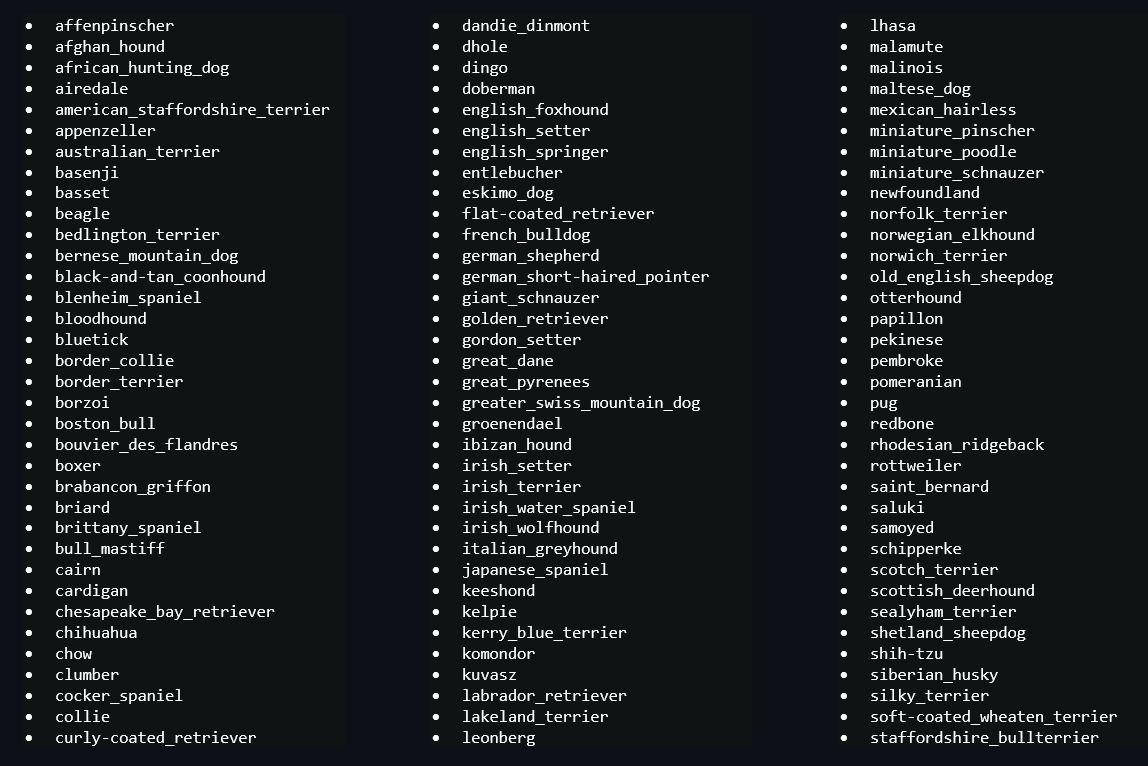 affenpinscher
afghan_hound
african_hunting_dog
airedale
american_staffordshire_terrier
appenzeller
australian_terrier
basenji
basset
beagle
bedlington_terrier
bernese_mountain_dog
black-and-tan_coonhound
blenheim_spaniel
bloodhound
bluetick
border_collie
border_terrier
borzoi
boston_bull
bouvier_des_flandres
boxer
brabancon_griffon
briard
brittany_spaniel
bull_mastiff
cairn
cardigan
chesapeake_bay_retriever
chihuahua
chow
clumber
cocker_spaniel
collie
curly-coated_retriever
dandie_dinmont
dhole
dingo
doberman
english_foxhound
english_setter
english_springer
entlebucher
eskimo_dog
flat-coated_retriever
french_bulldog
german_shepherd
german_short-haired_pointer
giant_schnauzer
golden_retriever
gordon_setter
great_dane
great_pyrenees
greater_swiss_mountain_dog
groenendael
ibizan_hound
irish_setter
irish_terrier
irish_water_spaniel
irish_wolfhound
italian_greyhound
japanese_spaniel
keeshond
kelpie
kerry_blue_terrier
komondor
kuvasz
labrador_retriever
lakeland_terrier
leonberg
lhasa
malamute
malinois
maltese_dog
mexican_hairless
miniature_pinscher
miniature_poodle
miniature_schnauzer
newfoundland
norfolk_terrier
norwegian_elkhound
norwich_terrier
old_english_sheepdog
otterhound
papillon
pekinese
pembroke
pomeranian
pug
redbone
rhodesian_ridgeback
rottweiler
saint_bernard
saluki
samoyed
schipperke
scotch_terrier
scottish_deerhound
sealyham_terrier
shetland_sheepdog
shih-tzu
siberian_husky
silky_terrier
soft-coated_wheaten_terrier
staffordshire_bullterrier